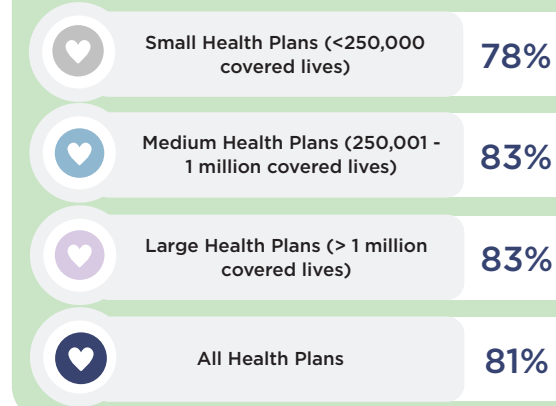 Small Health Plans (<250,000
covered lives)
78%
Medium Health Plans (250,001 -
1 million covered lives)
83%
Large Health Plans (> 1 million
covered lives)
83%
All Health Plans
81%